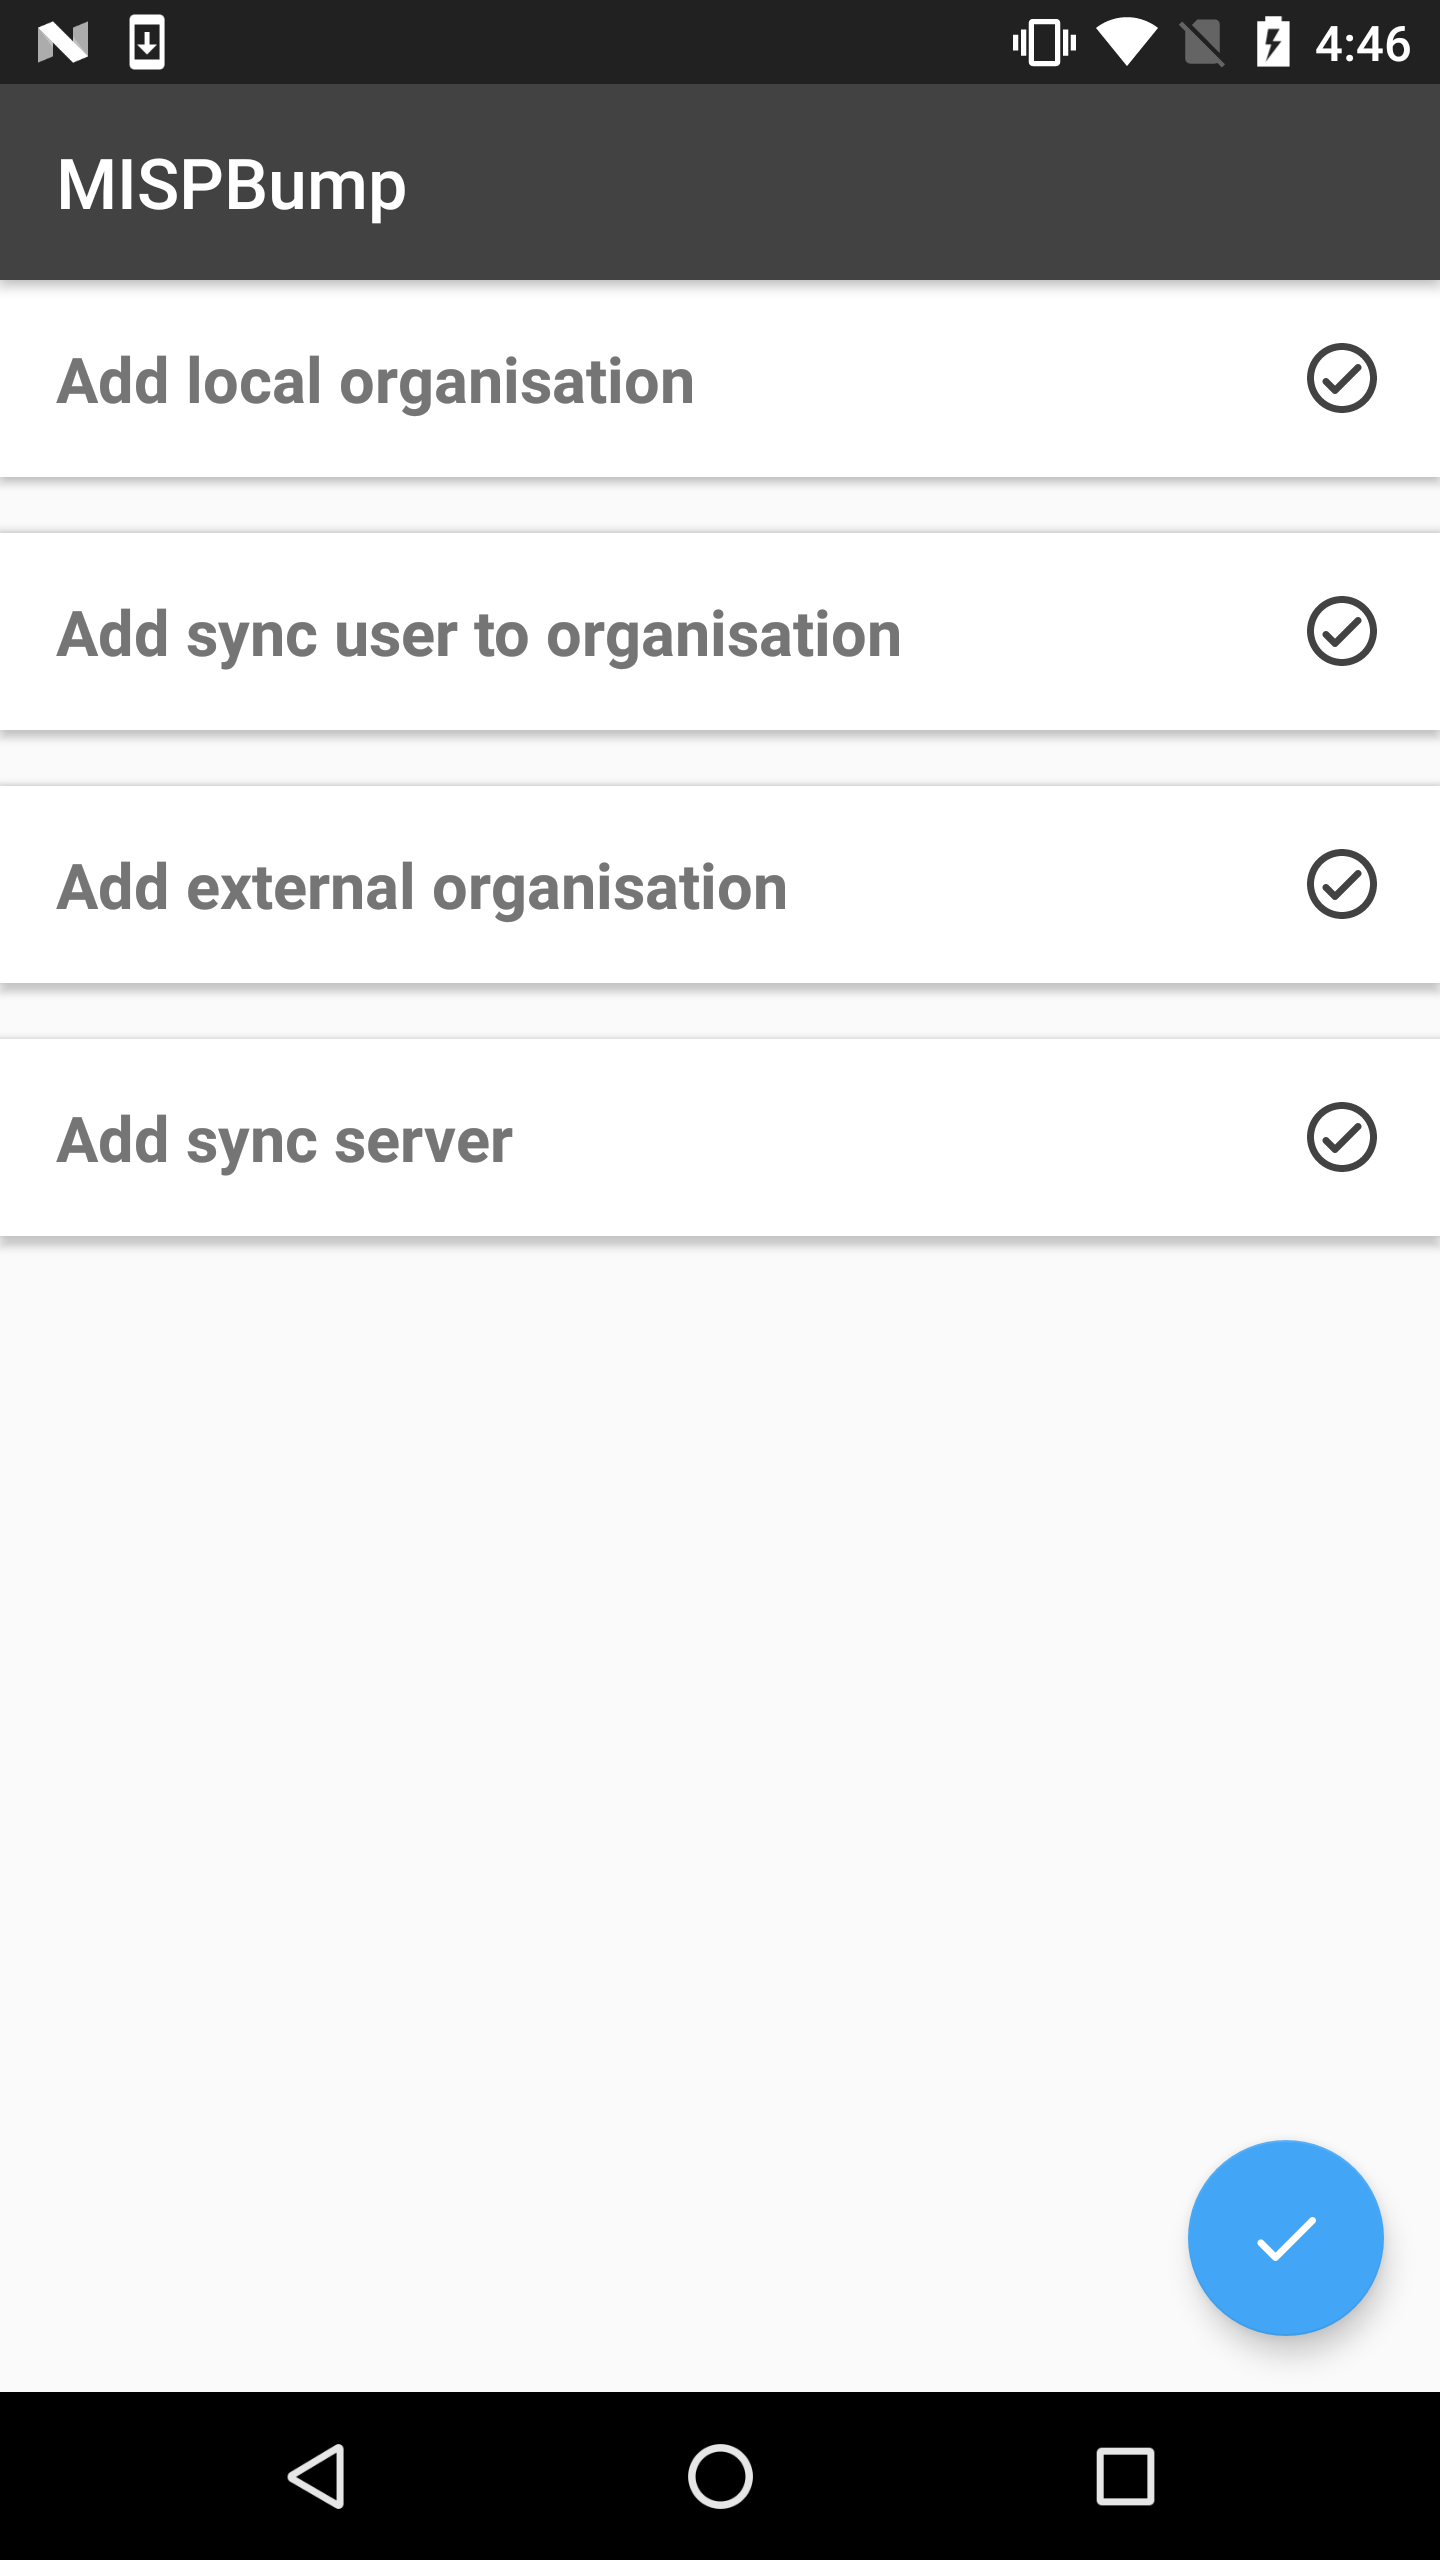 4:46
MISPBump
Add local organisation
Add sync user to organisation
Add external organisation
Add sync server